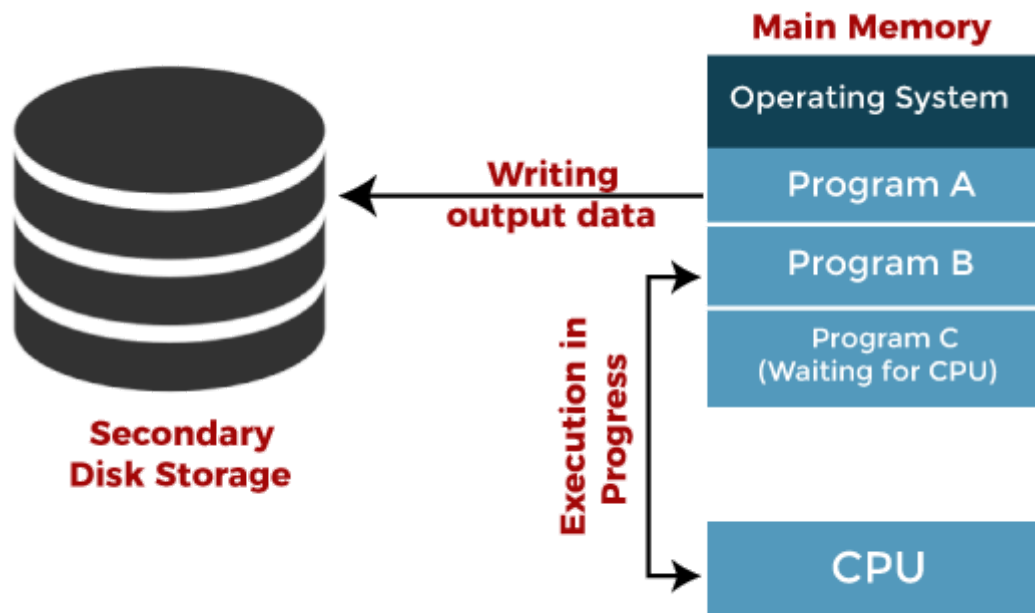 Main Memory
Operating System
Writing
output data
Program A
Program B
Program C
(Waiting for CPU)
Execution in
Progress
Secondary
Disk Storage
CPU